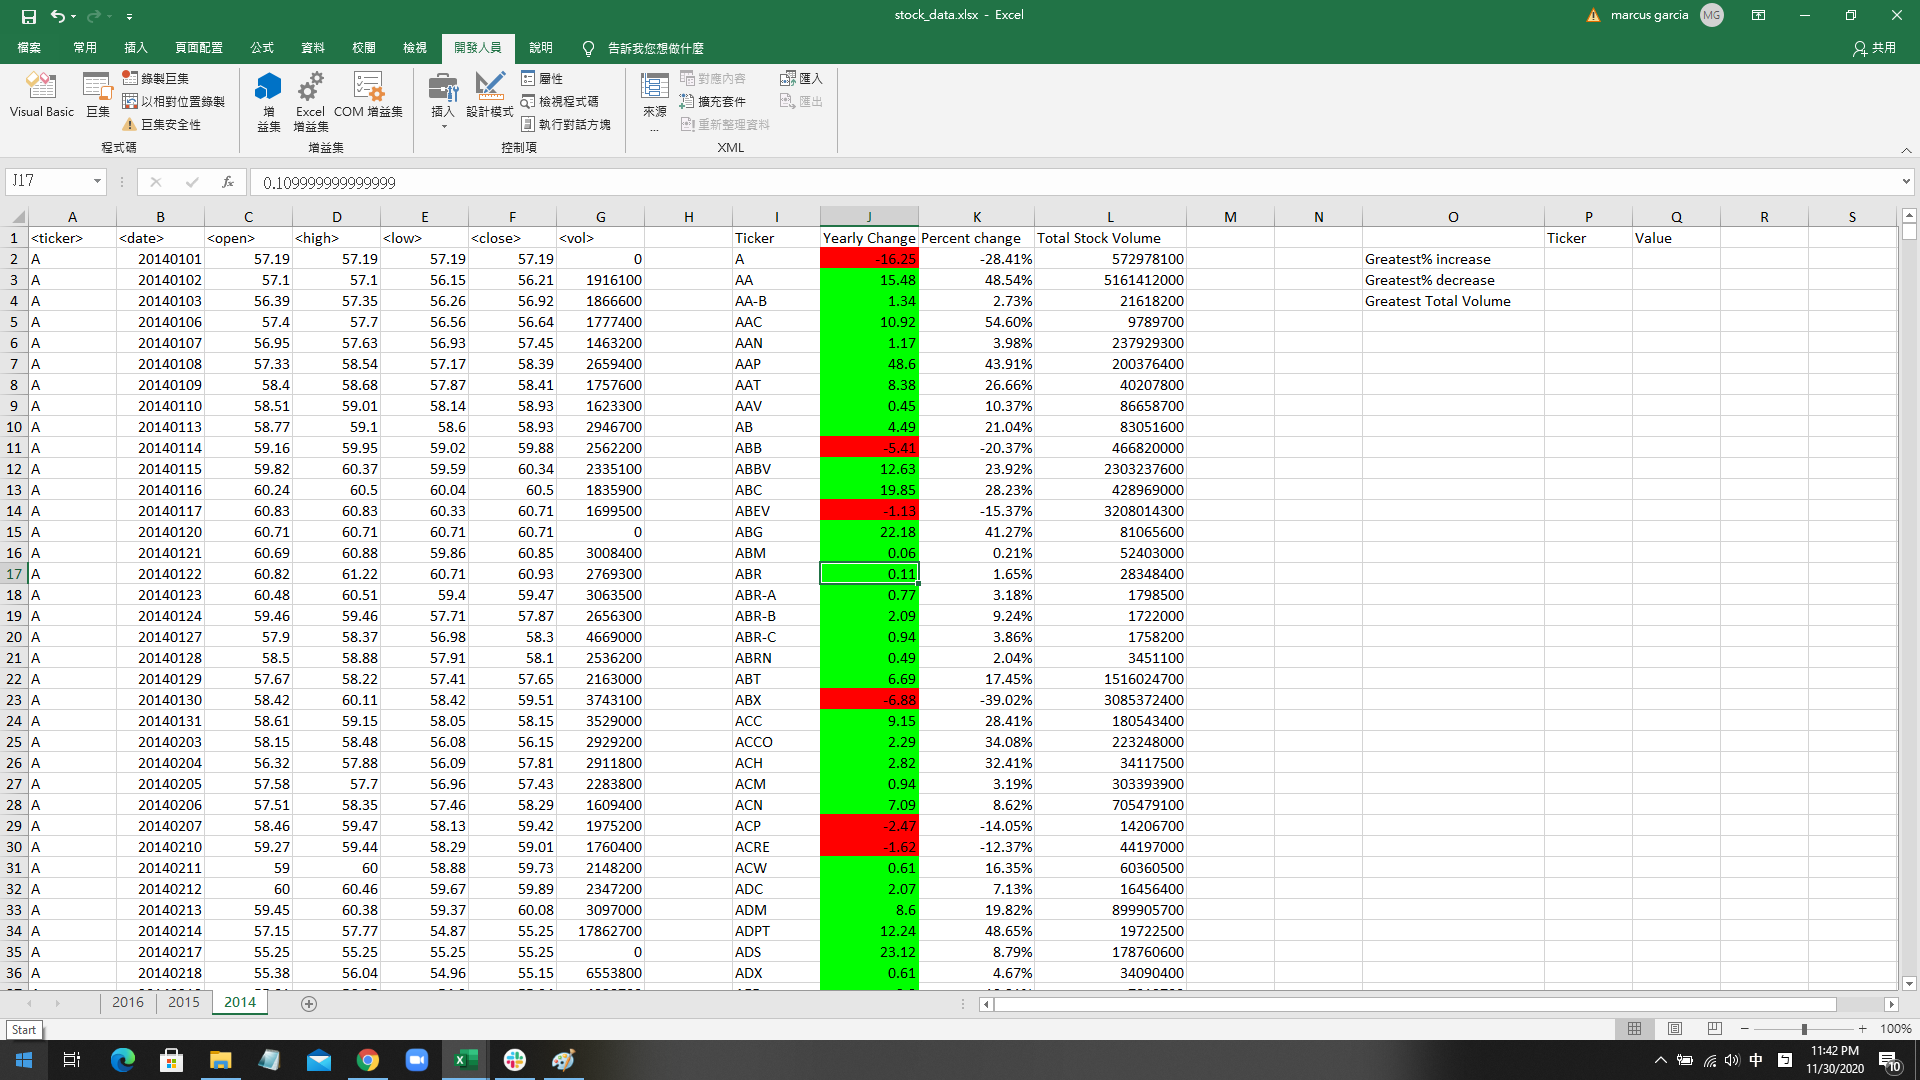 stock_data.xlsx - Excel
marcus garcia MG
檔案 常用 插入 頁面配置 公式 資料 校閱 檢視 開發人員 說明 告訴我您想做什麼 共用
Visual Basic 巨集 錄製巨集 以相對位置錄製 巨集安全性 程式碼
增益集 Excel 增益集 COM 增益集 增益集
插入 設計模式 屬性 檢視程式碼 執行對話方塊 控制項
來源... 對應內容 擴充套件 重新整理資料 匯入 匯出 XML
J17 fx 0.109999999999999
A B C D E F G H I J K L M N O P Q R S
1 <ticker> <date> <open> <high> <low> <close> <vol> Ticker Yearly Change Percent change Total Stock Volume Ticker Value
2 A 20140101 57.19 57.19 57.19 57.19 0 A -16.25 -28.41% 572978100 Greatest% increase
3 A 20140102 57.1 57.1 56.15 56.21 1916100 AA 15.48 48.54% 5161412000 Greatest% decrease
4 A 20140103 56.39 57.35 56.26 56.92 1866600 AA-B 1.34 2.73% 21618200 Greatest Total Volume
5 A 20140106 57.4 57.7 56.56 56.64 1777400 AAC 10.92 54.60% 9789700
6 A 20140107 56.95 57.63 56.93 57.45 1463200 AAN 1.17 3.98% 237929300
7 A 20140108 57.33 58.54 57.17 58.39 2659400 AAP 48.6 43.91% 200376400
8 A 20140109 58.4 58.68 57.87 58.41 1757600 AAT 8.38 26.66% 40207800
9 A 20140110 58.51 59.01 58.14 58.93 1623300 AAV 0.45 10.37% 86658700
10 A 20140113 58.77 59.1 58.6 58.93 2946700 AB 4.49 21.04% 83051600
11 A 20140114 59.16 59.95 59.02 59.88 2562200 ABB -5.41 -20.37% 466820000
12 A 20140115 59.82 60.37 59.59 60.34 2335100 ABBV 12.63 23.92% 2303237600
13 A 20140116 60.24 60.5 60.04 60.5 1835900 ABC 19.85 28.23% 428969000
14 A 20140117 60.83 60.83 60.33 60.71 1699500 ABEV -1.13 -15.37% 3208014300
15 A 20140120 60.71 60.71 60.71 60.71 0 ABG 22.18 41.27% 81065600
16 A 20140121 60.69 60.88 59.86 60.85 3008400 ABM 0.06 0.21% 52403000
17 A 20140122 60.82 61.22 60.71 60.93 2769300 ABR 0.11 1.65% 28348400
18 A 20140123 60.48 60.51 59.4 59.47 3063500 ABR-A 0.77 3.18% 1798500
19 A 20140124 59.46 59.46 57.71 57.87 2656300 ABR-B 2.09 9.24% 1722000
20 A 20140127 57.9 58.37 56.98 58.3 4669000 ABR-C 0.94 3.86% 1758200
21 A 20140128 58.5 58.88 57.91 58.1 2536200 ABRN 0.49 2.04% 3451100
22 A 20140129 57.67 58.22 57.41 57.65 2163000 ABT 6.69 17.45% 1516024700
23 A 20140130 58.42 60.11 58.42 59.51 3743100 ABX -6.88 -39.02% 3085372400
24 A 20140131 58.61 59.15 58.05 58.15 3529000 ACC 9.15 28.41% 180543400
25 A 20140203 58.15 58.48 56.08 56.15 2929200 ACCO 2.29 34.08% 223248000
26 A 20140204 56.32 57.88 56.09 57.81 2911800 ACH 2.82 32.41% 34117500
27 A 20140205 57.58 57.7 56.96 57.43 2283800 ACM 0.94 3.19% 303393900
28 A 20140206 57.51 58.35 57.46 58.29 1609400 ACN 7.09 8.62% 705479100
29 A 20140207 58.46 59.47 58.13 59.42 1975200 ACP -2.47 -14.05% 14206700
30 A 20140210 59.27 59.44 58.29 59.01 1760400 ACRE -1.62 -12.37% 44197000
31 A 20140211 59 60 58.88 59.73 2148200 ACW 0.61 16.35% 60360500
32 A 20140212 60 60.46 59.67 59.89 2347200 ADC 2.07 7.13% 16456400
33 A 20140213 59.45 60.38 59.37 60.08 3097000 ADM 8.6 19.82% 899905700
34 A 20140214 57.15 57.77 54.87 55.25 17862700 ADPT 12.24 48.65% 19722500
35 A 20140217 55.25 55.25 55.25 55.25 0 ADS 23.12 8.79% 178760600
36 A 20140218 55.38 56.04 54.96 55.15 6553800 ADX 0.61 4.67% 34090400
2016 2015 2014
100%
Start
中
11:42 PM
11/30/2020
10